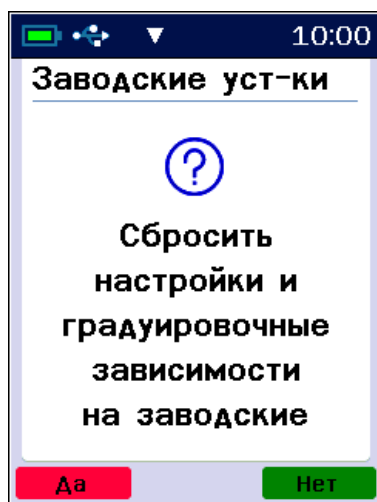 10:00
Заводские уст-ки
Сбросить
настройки и
градуировочные
зависимости
на заводские
Да
Нет